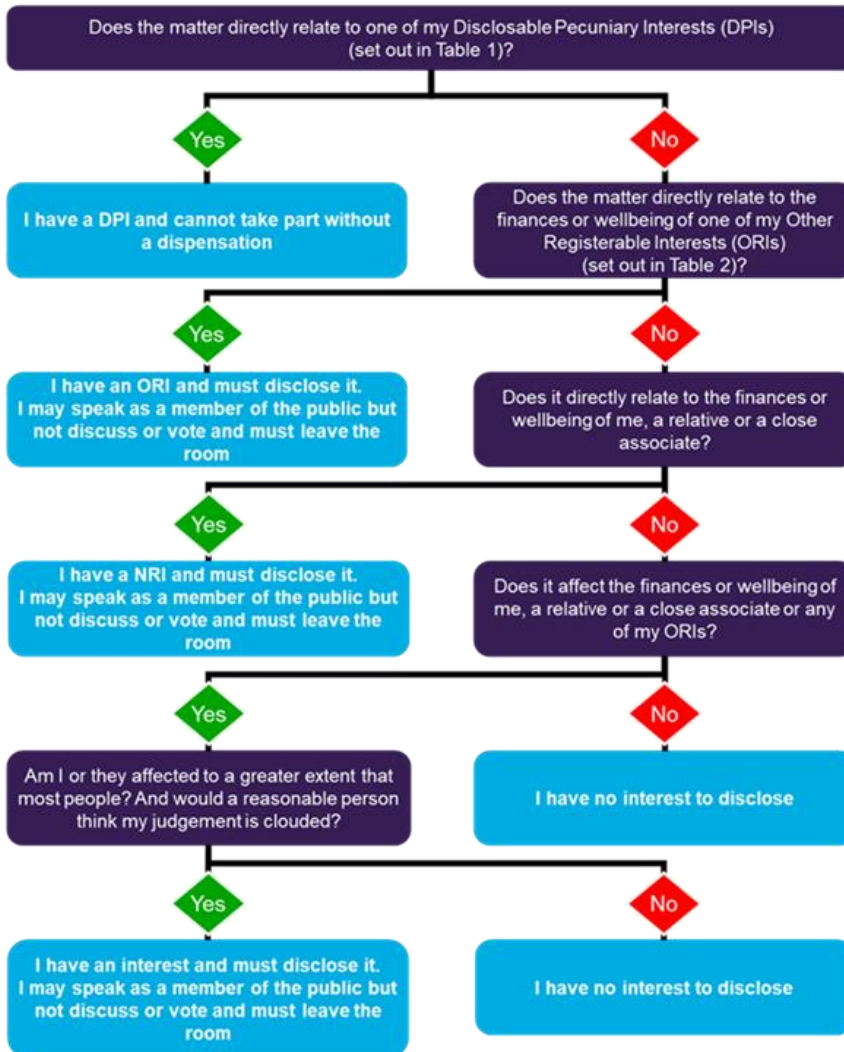 Does the matter directly relate to one of my Disclosable Pecuniary Interests (DPIs)
(set out in Table 1)?
Yes
No
I have a DPI and cannot take part without
a dispensation
Does the matter directly relate to the
finances or wellbeing of one of my Other
Registerable Interests (ORIs)
(set out in Table 2)?
Yes
No
I have an ORI and must disclose it.
I may speak as a member of the public but
not discuss or vote and must leave the
room
Does it directly relate to the finances or
wellbeing of me, a relative or a close
associate?
Yes
No
I have a NRI and must disclose it.
I may speak as a member of the public but
not discuss or vote and must leave the
room
Does it affect the finances or wellbeing of
me, a relative or a close associate or any
of my ORIs?
Yes
No
Am I or they affected to a greater extent that
most people? And would a reasonable person
think my judgement is clouded?
I have no interest to disclose
Yes
No
I have an interest and must disclose it.
I may speak as a member of the public but
not discuss or vote and must leave the
room
I have no interest to disclose